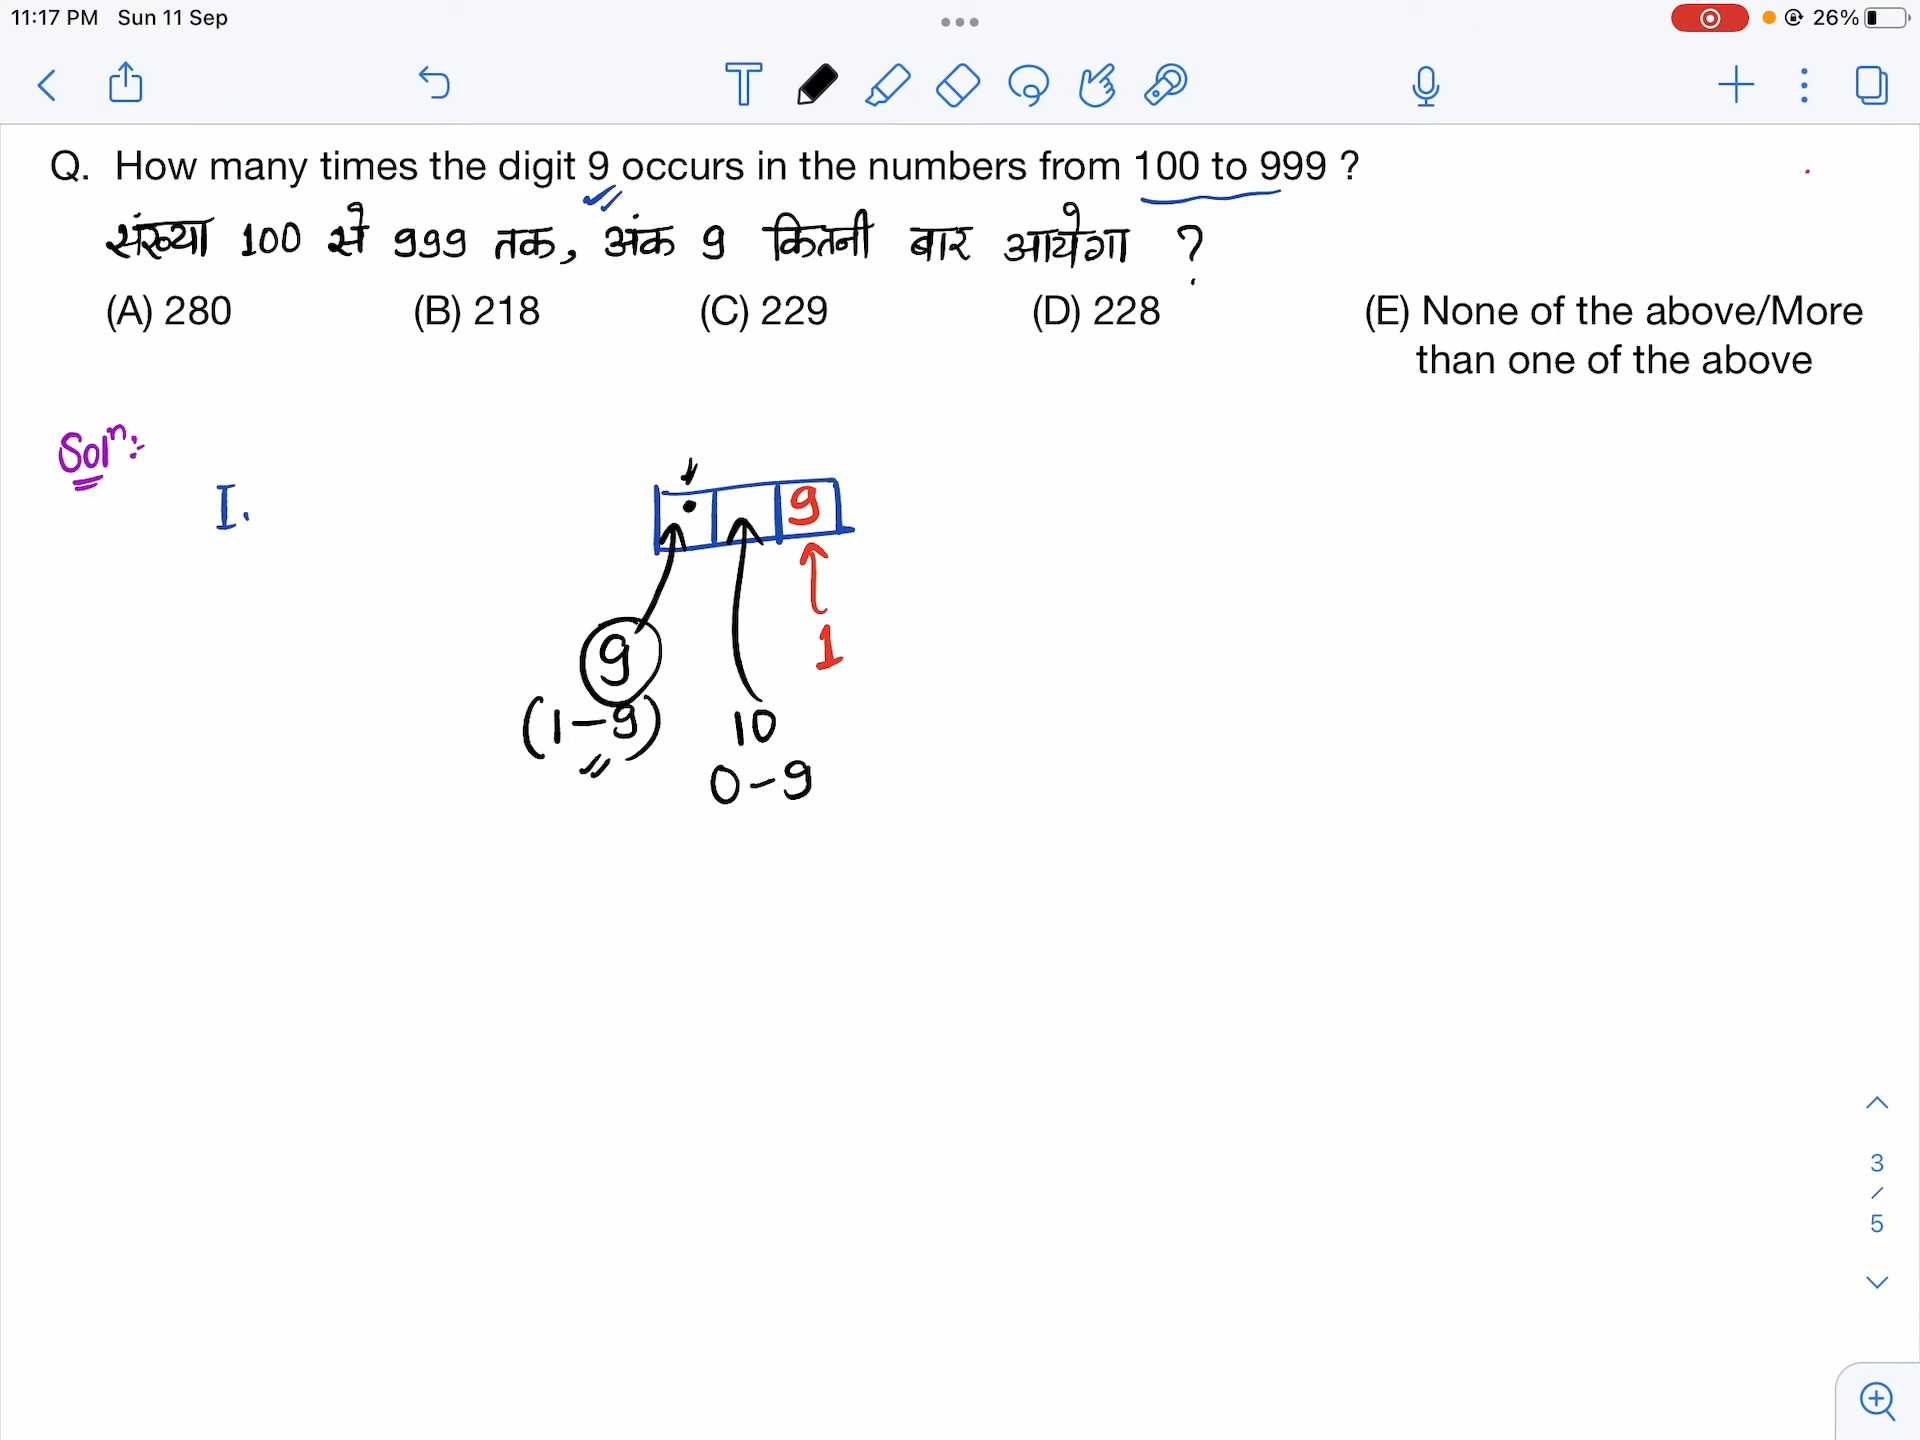 11:17 PM Sun 11 Sep
26%
Q. How many times the digit 9 occurs in the numbers from 100 to 999 ?
संख्या 100 से 999 तक, अंक 9 कितनी बार आयेगा ?
(A) 280 (B) 218 (C) 229 (D) 228 (E) None of the above/More
than one of the above
Solⁿ:
I.
9
9
1
(1-9) 10
0-9
3
/
5